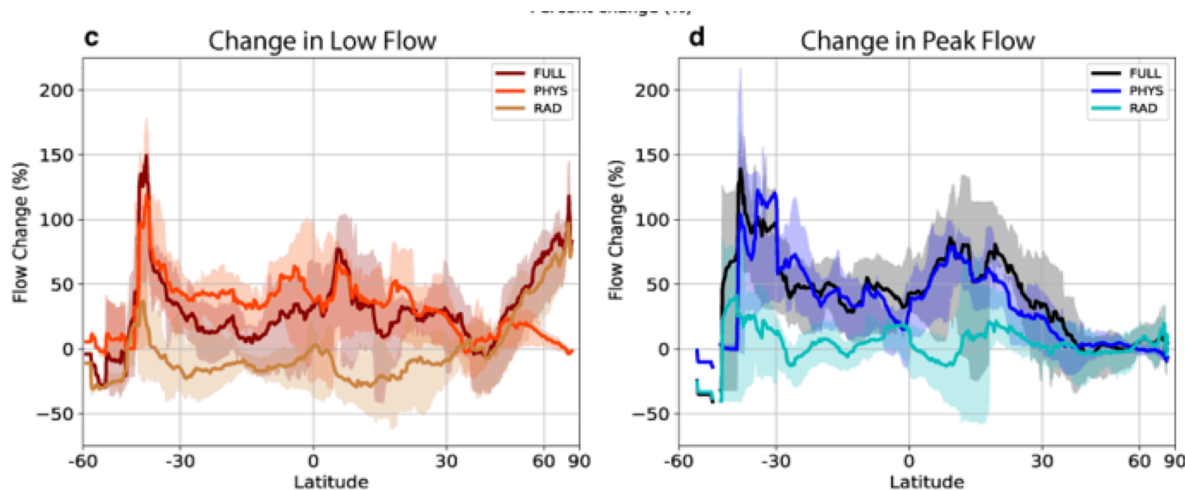 Percent change (%)
c Change in Low Flow
FULL
PHYS
RAD
200
150
100
50
0
−50
Flow Change (%)
-60 -30 0 30 60 90
Latitude
d Change in Peak Flow
FULL
PHYS
RAD
200
150
100
50
0
−50
Flow Change (%)
-60 -30 0 30 60 90
Latitude